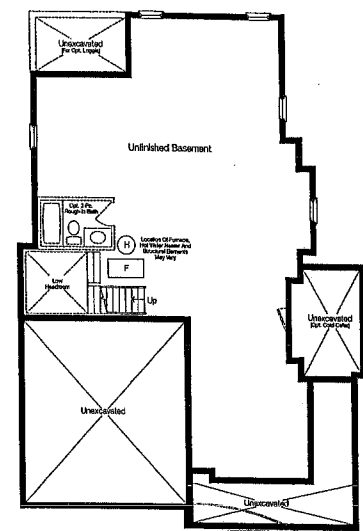 Unexcavated
(For Opt. Loggia)
Unfinished Basement
Opt. 3 Pc.
Rough-In Bath
H
Location Of Furnace,
Hot Water Heater And
Structural Elements
May Vary
F
Low
Headroom
Up
Unexcavated
(Opt. Cold Cellar)
Unexcavated
Unexcavated